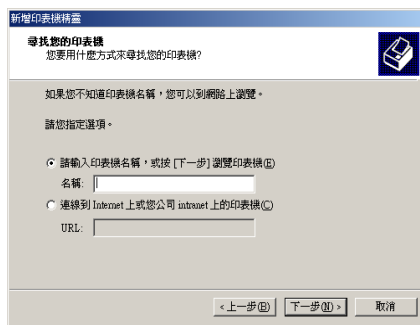 新增印表機精靈
尋找您的印表機
您要用什麼方式來尋找您的印表機?
如果您不知道印表機名稱，您可以到網路上瀏覽。
請您指定選項。
請輸入印表機名稱，或按 [下一步] 瀏覽印表機(E)
名稱:
連線到 Internet 上或您公司 intranet 上的印表機(C)
URL:
<上一步(B) 下一步(N)> 取消